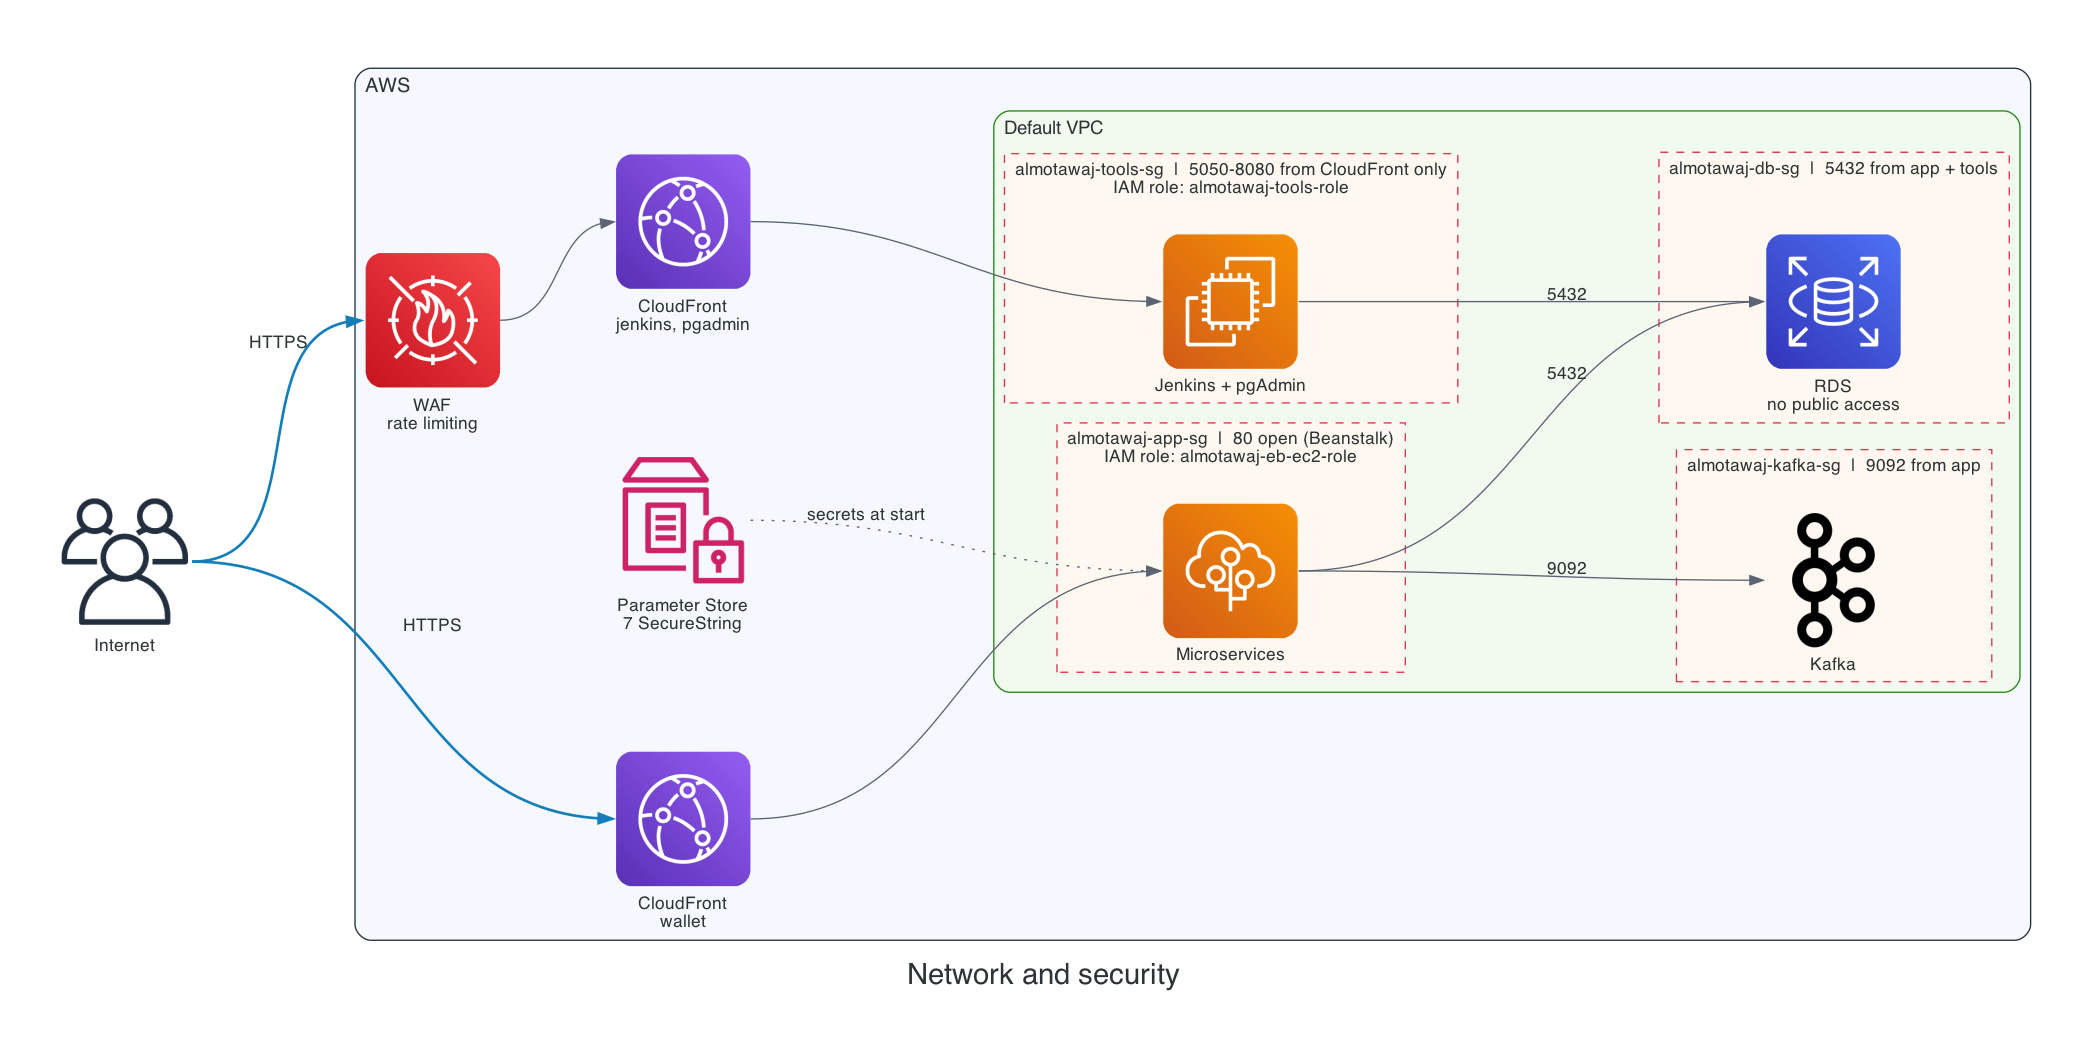 AWS
Default VPC
almotawaj-tools-sg | 5050-8080 from CloudFront only
IAM role: almotawaj-tools-role
almotawaj-db-sg | 5432 from app + tools
CloudFront
jenkins, pgadmin
HTTPS
WAF
rate limiting
5432
Jenkins + pgAdmin
5432
RDS
no public access
almotawaj-app-sg | 80 open (Beanstalk)
IAM role: almotawaj-eb-ec2-role
almotawaj-kafka-sg | 9092 from app
secrets at start
9092
Parameter Store
7 SecureString
HTTPS
Internet
Microservices
Kafka
CloudFront
wallet
Network and security